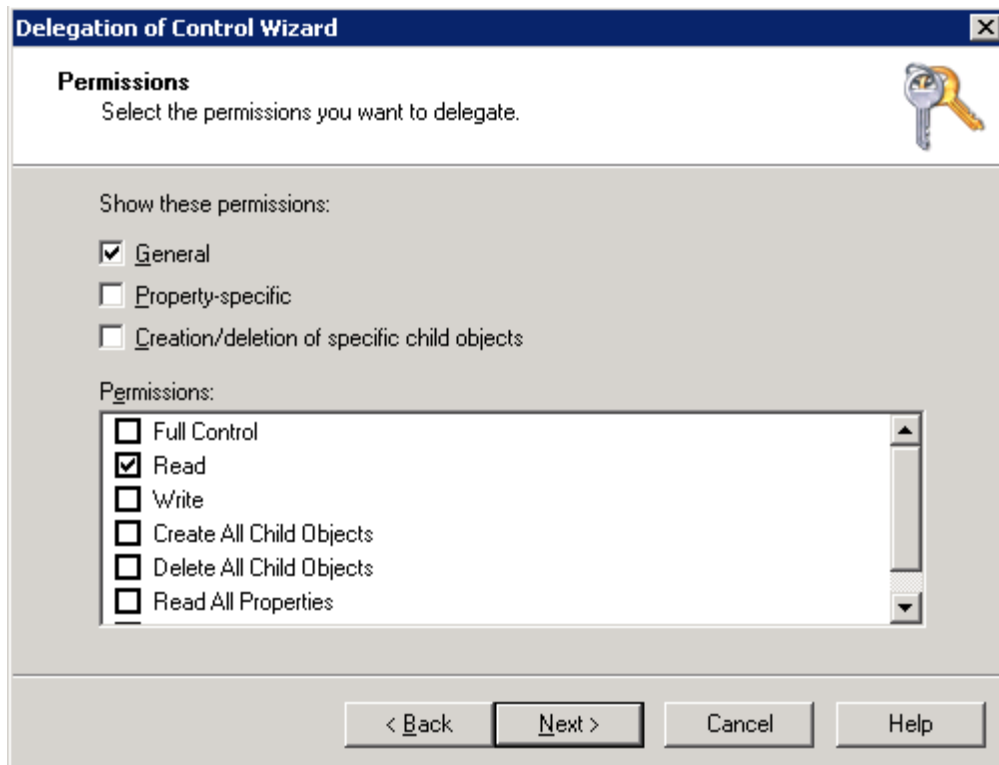 Delegation of Control Wizard
Permissions
Select the permissions you want to delegate.
Show these permissions:
General
Property-specific
Creation/deletion of specific child objects
Permissions:
Full Control
Read
Write
Create All Child Objects
Delete All Child Objects
Read All Properties
< Back Next > Cancel Help